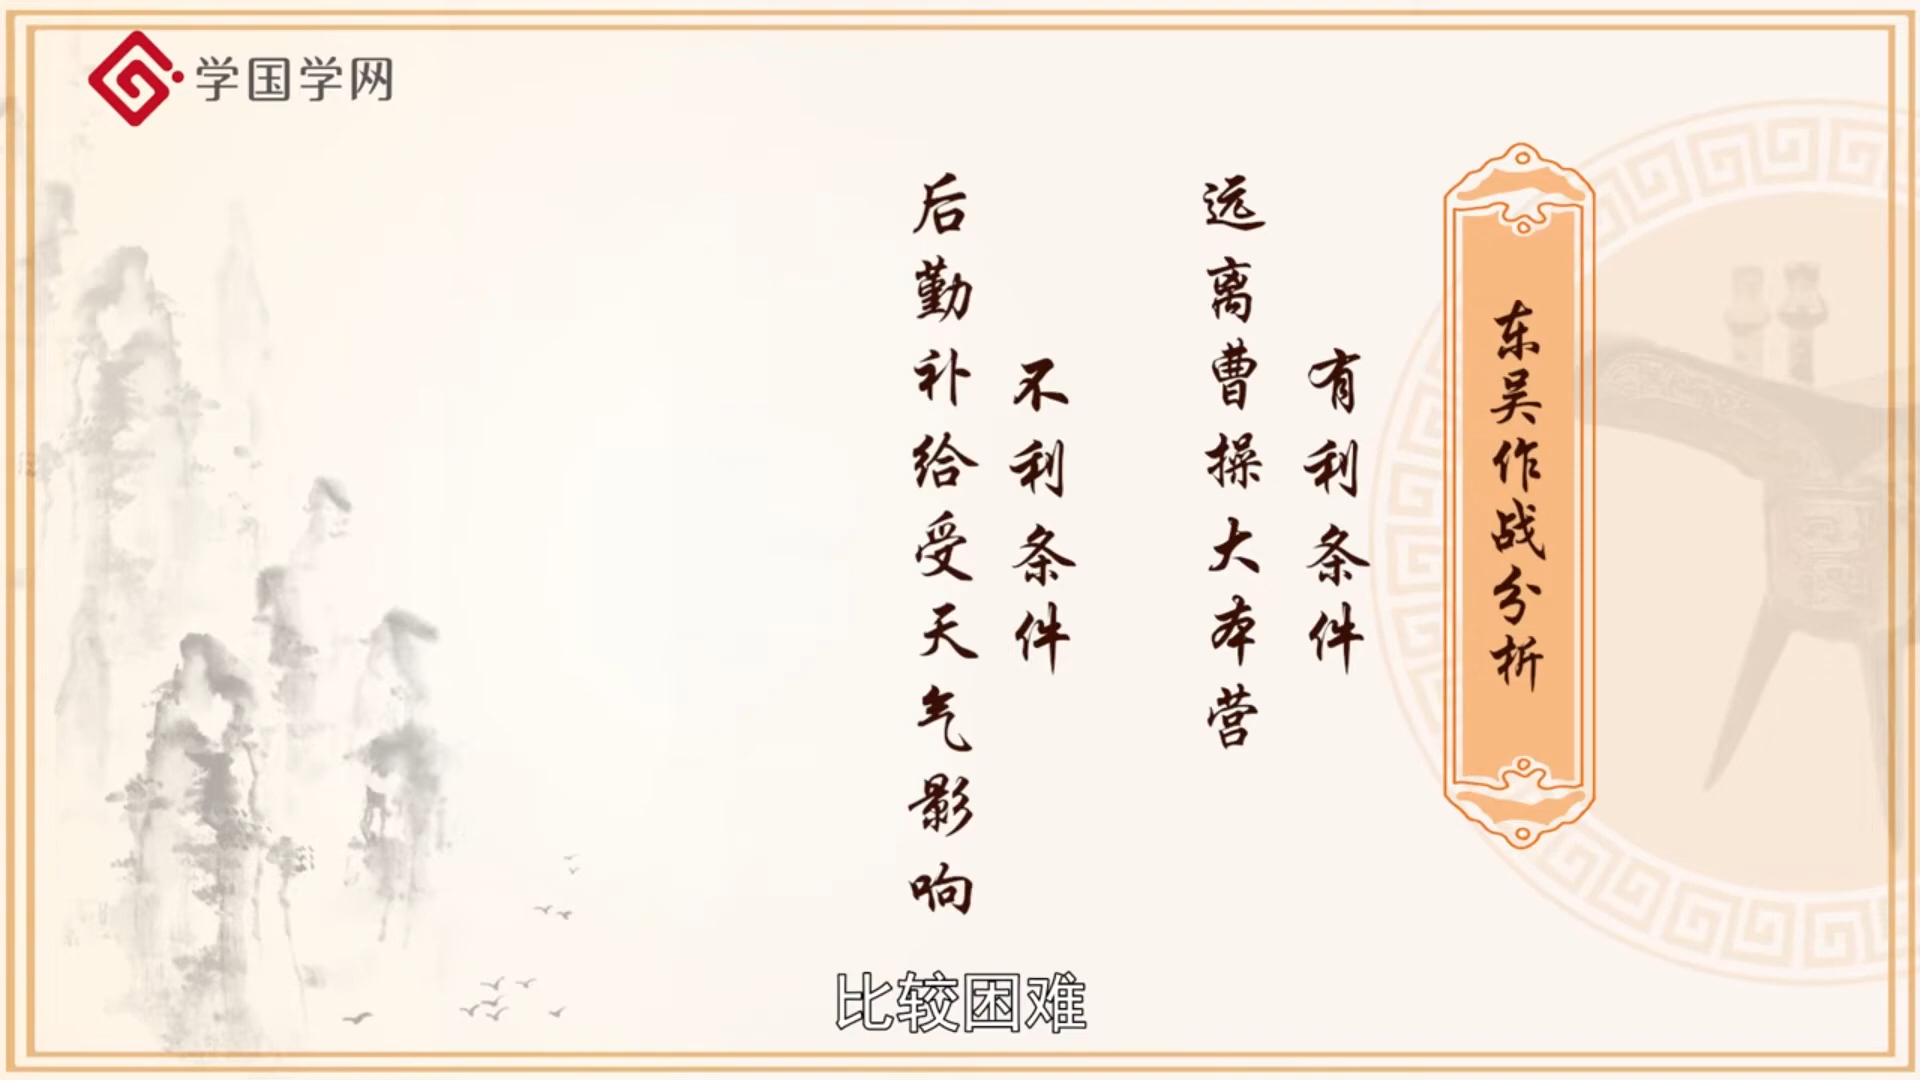 学国学网
东吴作战分析
有利条件
远离曹操大本营
不利条件
后勤补给受天气影响
比较困难